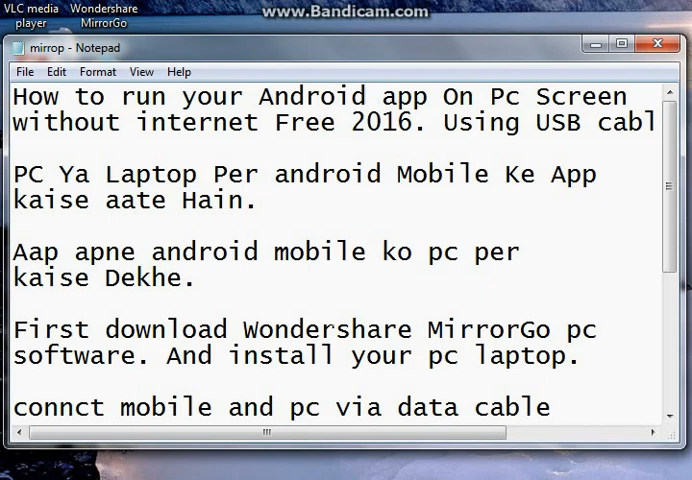 VLC media player
Wondershare MirrorGo
www.Bandicam.com
mirrop - Notepad
File Edit Format View Help
How to run your Android app On Pc Screen
without internet Free 2016. Using USB cabl
PC Ya Laptop Per android Mobile Ke App
kaise aate Hain.
Aap apne android mobile ko pc per
kaise Dekhe.
First download Wondershare MirrorGo pc
software. And install your pc laptop.
connct mobile and pc via data cable